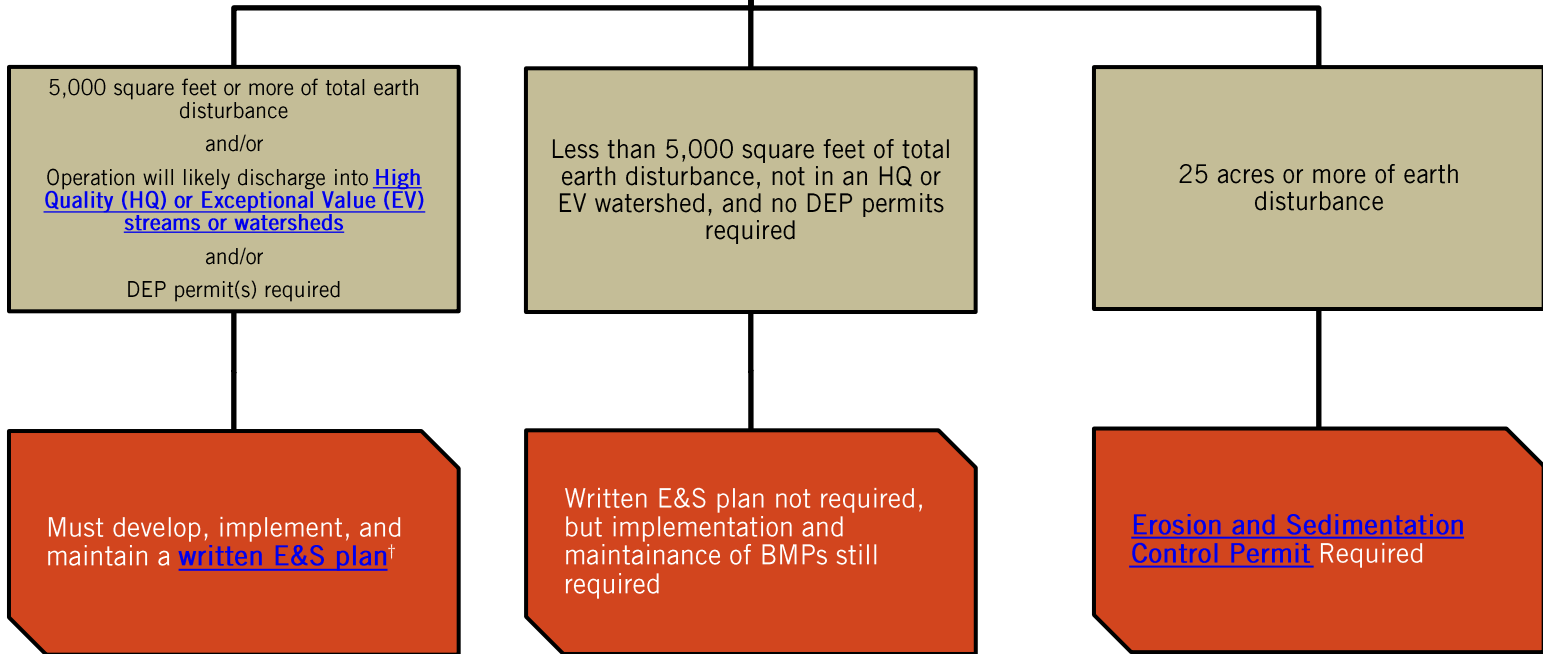 5,000 square feet or more of total earth
disturbance
and/or
Operation will likely discharge into High
Quality (HQ) or Exceptional Value (EV)
streams or watersheds
and/or
DEP permit(s) required
Less than 5,000 square feet of total
earth disturbance, not in an HQ or
EV watershed, and no DEP permits
required
25 acres or more of earth
disturbance
Must develop, implement, and
maintain a written E&S plan†
Written E&S plan not required,
but implementation and
maintainance of BMPs still
required
Erosion and Sedimentation
Control Permit Required